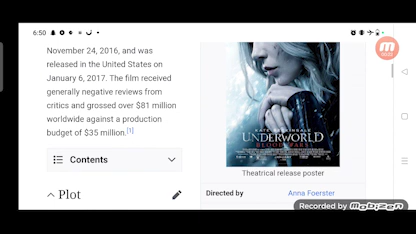 6:50
November 24, 2016, and was
released in the United States on
January 6, 2017. The film received
generally negative reviews from
critics and grossed over $81 million
worldwide against a production
budget of $35 million.[1]
Contents
Plot
KATE BECKINSALE
UNDERWORLD
BLOOD WARS
Theatrical release poster
Directed by Anna Foerster
Recorded by
MOBIZEN